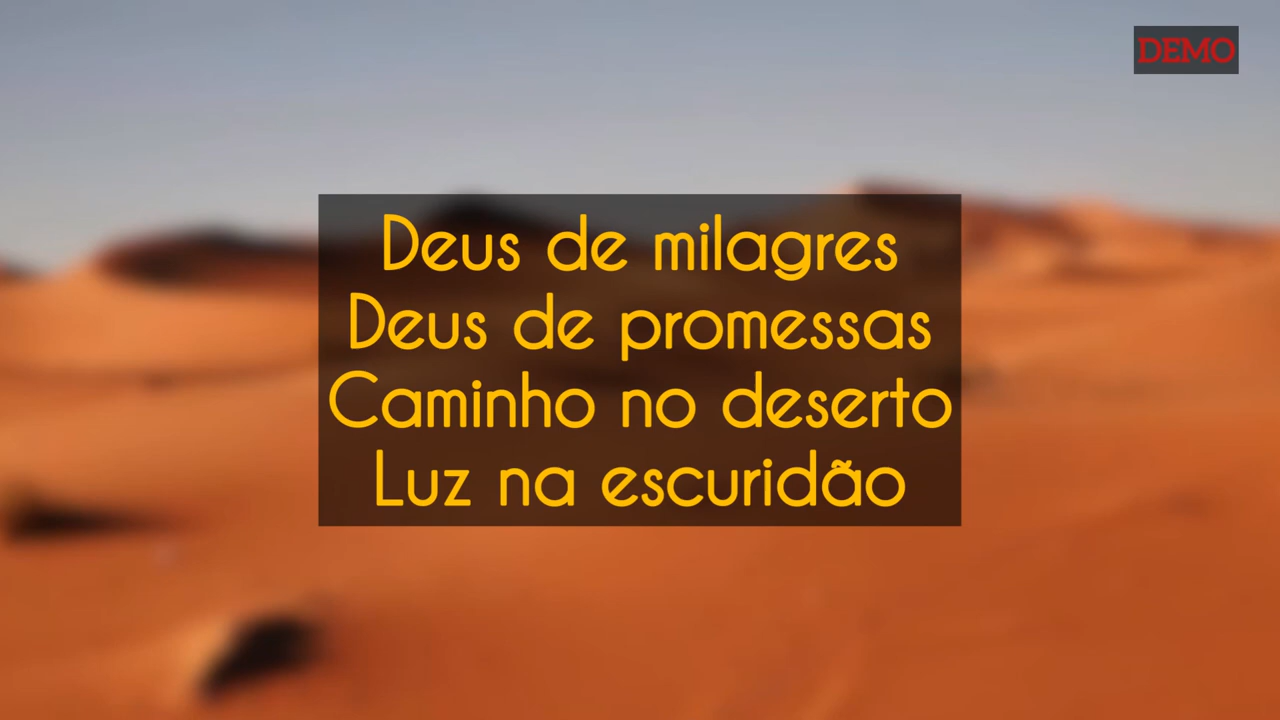 DEMO
Deus de milagres
Deus de promessas
Caminho no deserto
Luz na escuridão